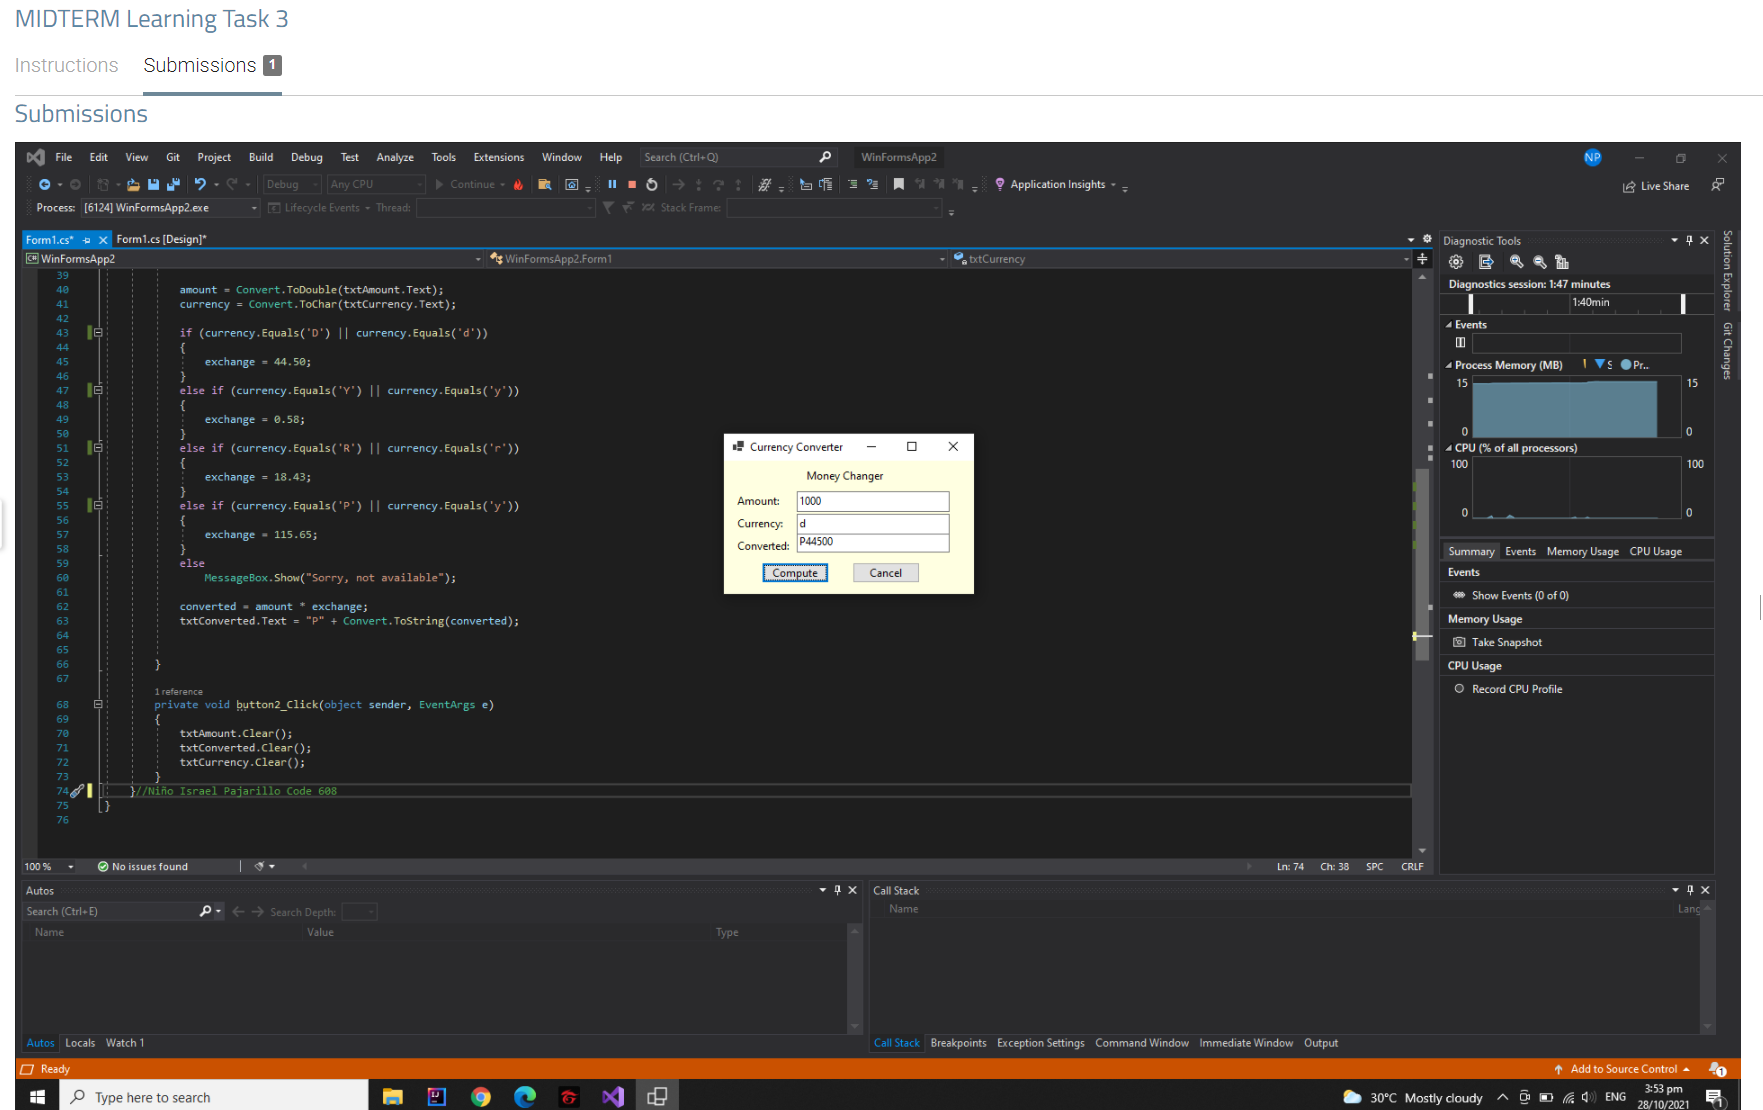 MIDTERM Learning Task 3
Instructions Submissions 1
Submissions
File Edit View Git Project Build Debug Test Analyze Tools Extensions Window Help Search (Ctrl+Q) WinFormsApp2 NP
Debug Any CPU Continue Application Insights Live Share
Process: [6124] WinFormsApp2.exe Lifecycle Events Thread: Stack Frame:
Form1.cs* Form1.cs [Design]*
WinFormsApp2 WinFormsApp2.Form1 txtCurrency
39
40 amount = Convert.ToDouble(txtAmount.Text);
41 currency = Convert.ToChar(txtCurrency.Text);
42
43 if (currency.Equals('D') || currency.Equals('d'))
44 {
45 exchange = 44.50;
46 }
47 else if (currency.Equals('Y') || currency.Equals('y'))
48 {
49 exchange = 0.58;
50 }
51 else if (currency.Equals('R') || currency.Equals('r'))
52 {
53 exchange = 18.43;
54 }
55 else if (currency.Equals('P') || currency.Equals('y'))
56 {
57 exchange = 115.65;
58 }
59 else
60 MessageBox.Show("Sorry, not available");
61
62 converted = amount * exchange;
63 txtConverted.Text = "P" + Convert.ToString(converted);
64
65
66 }
67
1 reference
68 private void button2_Click(object sender, EventArgs e)
69 {
70 txtAmount.Clear();
71 txtConverted.Clear();
72 txtCurrency.Clear();
73 }
74 }//Niño Israel Pajarillo Code 608
75 }
76
Currency Converter
Money Changer
Amount: 1000
Currency: d
Converted: P44500
Compute Cancel
Diagnostic Tools
Diagnostics session: 1:47 minutes
1:40min
Events
Process Memory (MB) S Pr...
15 15
0 0
CPU (% of all processors)
100 100
0 0
Summary Events Memory Usage CPU Usage
Events
Show Events (0 of 0)
Memory Usage
Take Snapshot
CPU Usage
Record CPU Profile
Solution Explorer
Git Changes
100 % No issues found Ln: 74 Ch: 38 SPC CRLF
Autos
Search (Ctrl+E) Search Depth:
Name Value Type
Call Stack
Name Lang
Autos Locals Watch 1
Call Stack Breakpoints Exception Settings Command Window Immediate Window Output
Ready Add to Source Control 1
Type here to search 30°C Mostly cloudy ENG 3:53 pm
28/10/2021 1